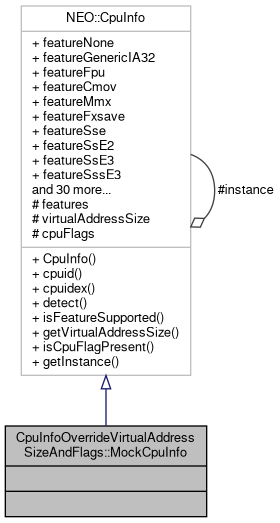 NEO::CpuInfo
+ featureNone
+ featureGenericIA32
+ featureFpu
+ featureCmov
+ featureMmx
+ featureFxsave
+ featureSse
+ featureSsE2
+ featureSsE3
+ featureSssE3
and 30 more...
# features
# virtualAddressSize
# cpuFlags
#instance
+ CpuInfo()
+ cpuid()
+ cpuidex()
+ detect()
+ isFeatureSupported()
+ getVirtualAddressSize()
+ isCpuFlagPresent()
+ getInstance()
CpuInfoOverrideVirtualAddress
SizeAndFlags::MockCpuInfo